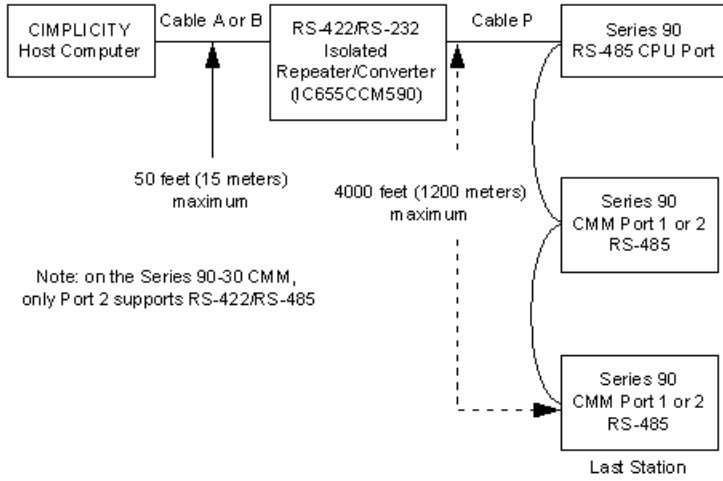 CIMPLICITY
Host Computer
Cable A or B
RS-422/RS-232
Isolated
Repeater/Converter
(IC655CCM590)
Cable P
Series 90
RS-485 CPU Port
50 feet (15 meters)
maximum
4000 feet (1200 meters)
maximum
Series 90
CMM Port 1 or 2
RS-485
Note: on the Series 90-30 CMM,
only Port 2 supports RS-422/RS-485
Series 90
CMM Port 1 or 2
RS-485
Last Station